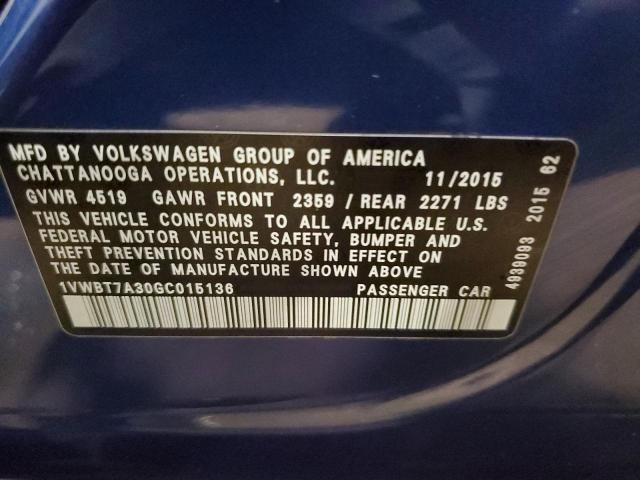 MFD BY VOLKSWAGEN GROUP OF AMERICA
CHATTANOOGA OPERATIONS, LLC. 11/2015
GVWR 4519 GAWR FRONT 2359 / REAR 2271 LBS
THIS VEHICLE CONFORMS TO ALL APPLICABLE U.S.
FEDERAL MOTOR VEHICLE SAFETY, BUMPER AND
THEFT PREVENTION STANDARDS IN EFFECT ON
THE DATE OF MANUFACTURE SHOWN ABOVE
1VWBT7A30GC015136 PASSENGER CAR
4939093 2015 62